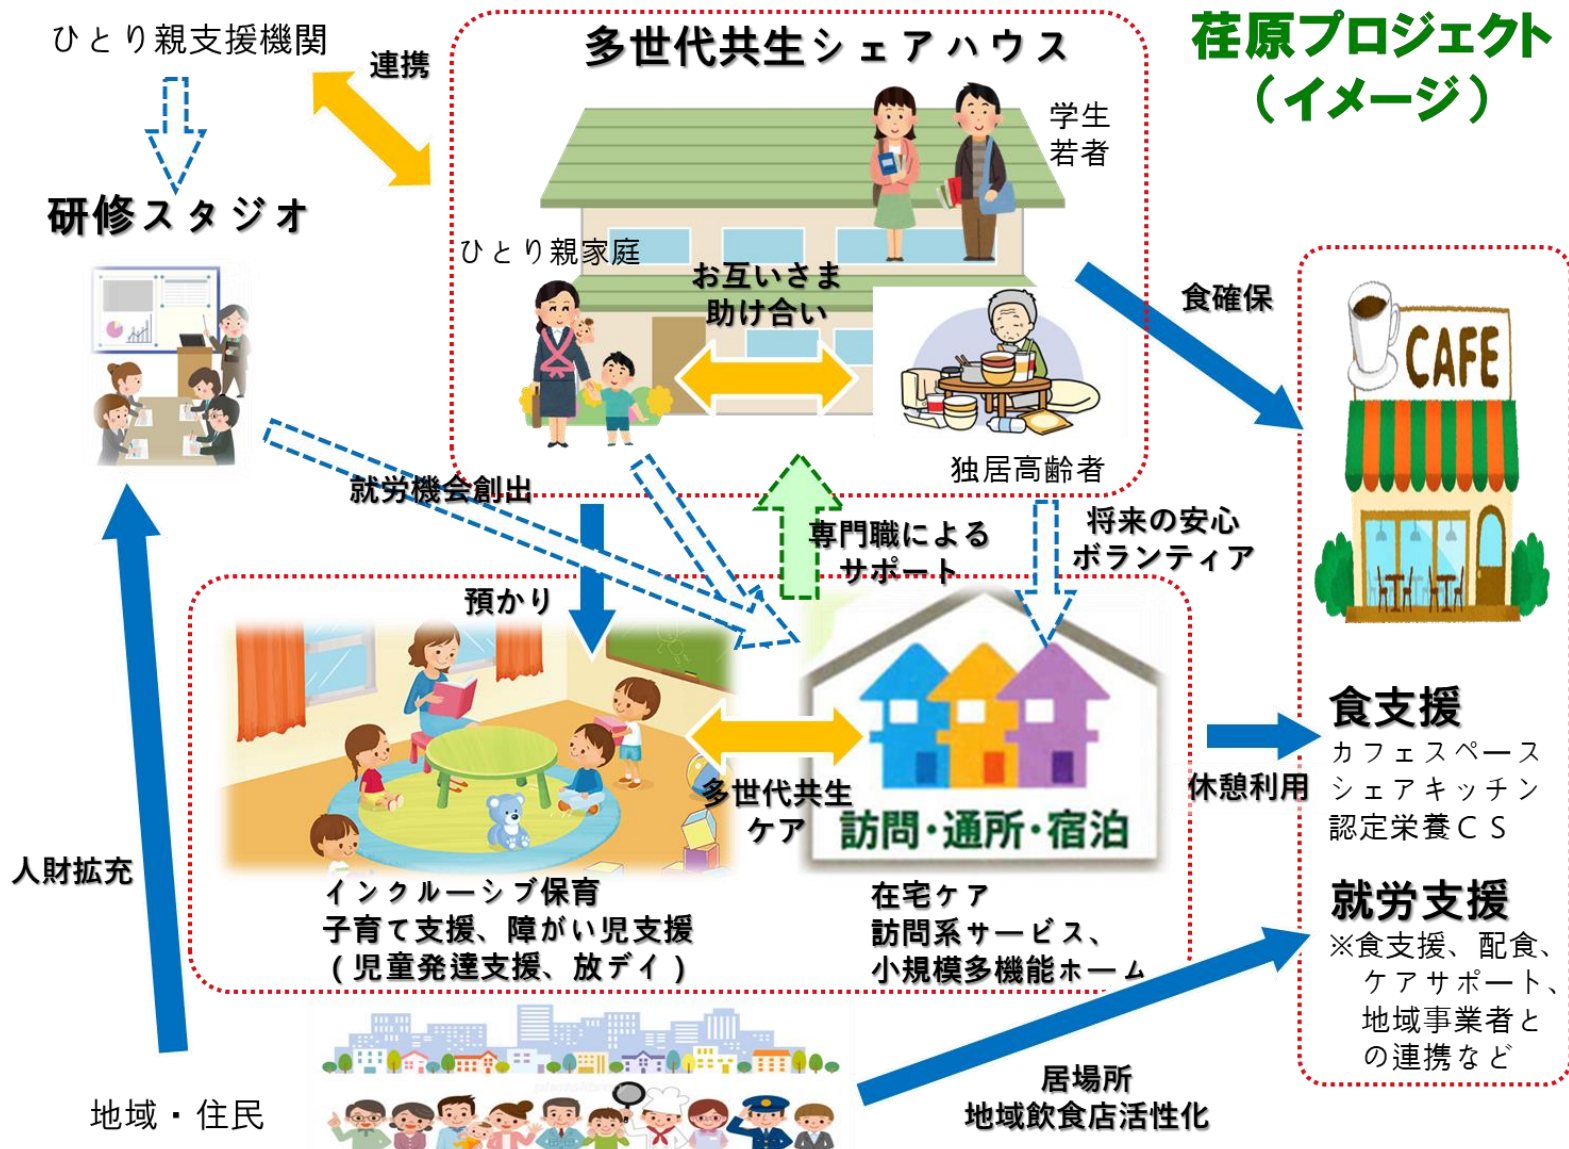 荏原プロジェクト
（イメージ）
ひとり親支援機関
連携
多世代共生シェアハウス
学生
若者
研修スタジオ
ひとり親家庭
お互いさま
助け合い
食確保
CAFE
独居高齢者
就労機会創出
専門職による
サポート
将来の安心
ボランティア
預かり
多世代共生
ケア
訪問・通所・宿泊
休憩利用
食支援
カフェスペース
シェアキッチン
認定栄養ＣＳ
人財拡充
インクルーシブ保育
子育て支援、障がい児支援
(児童発達支援、放デイ)
在宅ケア
訪問系サービス、
小規模多機能ホーム
就労支援
※食支援、配食、
ケアサポート、
地域事業者と
の連携など
地域・住民
居場所
地域飲食店活性化